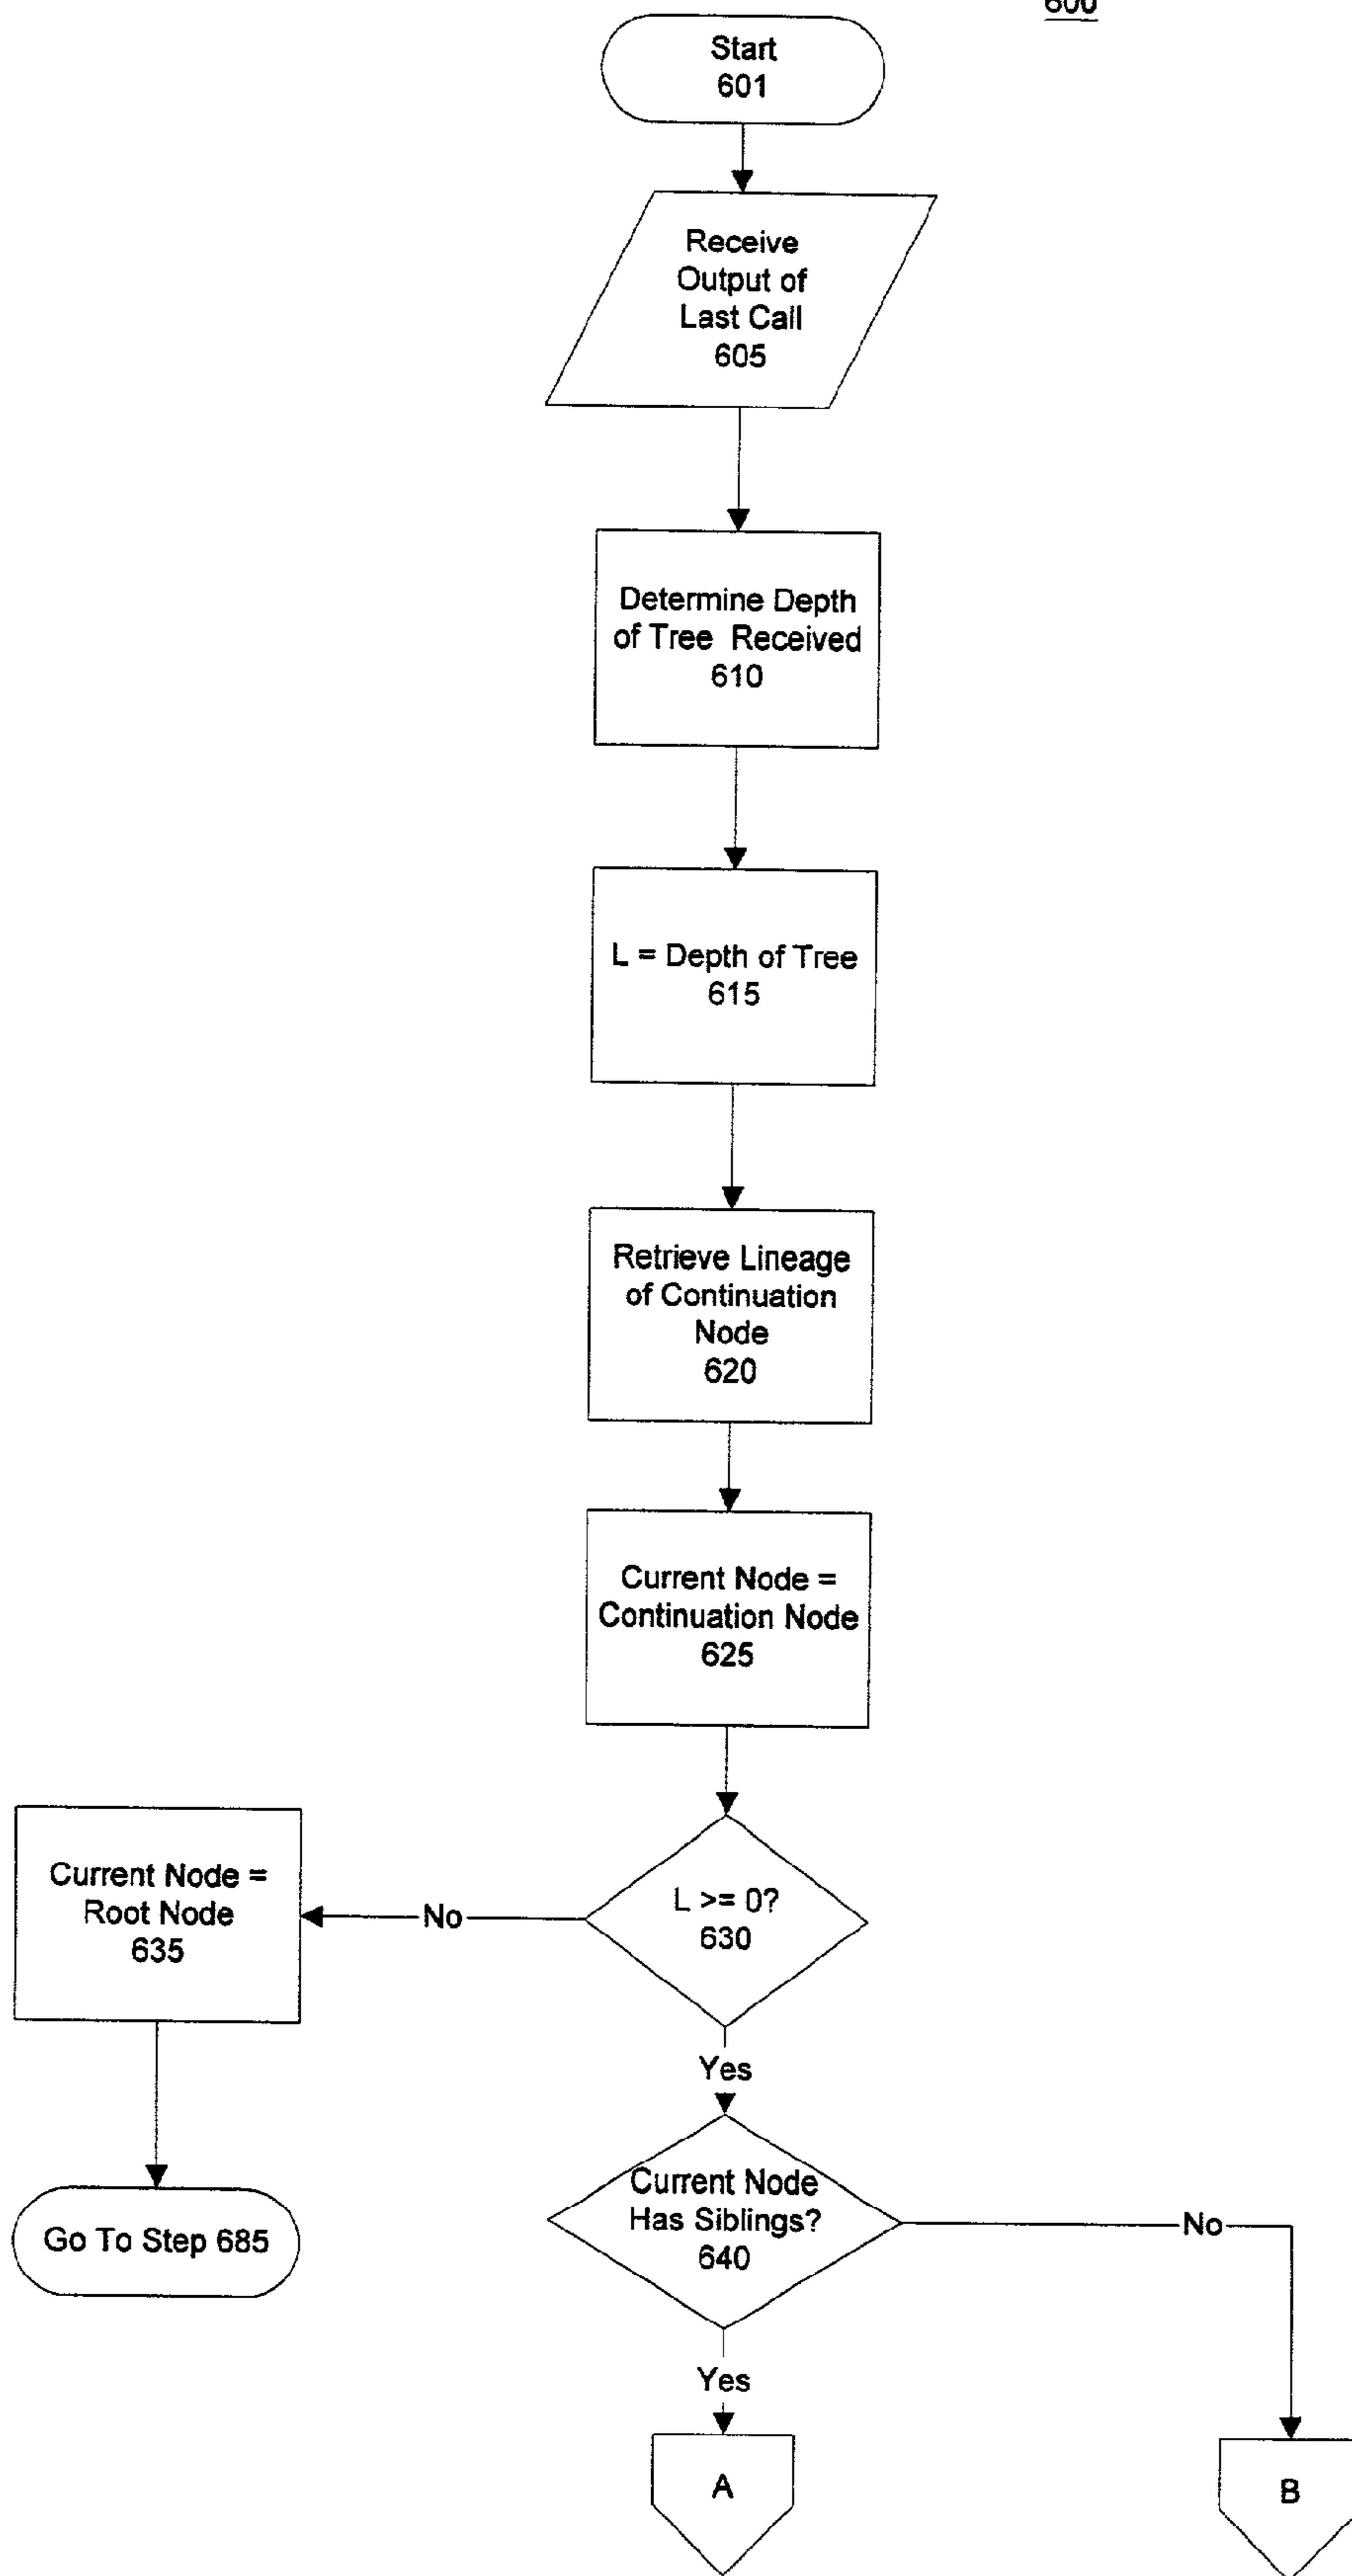 600
Start
601
Receive
Output of
Last Call
605
Determine Depth
of Tree Received
610
L = Depth of Tree
615
Retrieve Lineage
of Continuation
Node
620
Current Node =
Continuation Node
625
L >= 0?
630
No
Current Node =
Root Node
635
Go To Step 685
Yes
Current Node
Has Siblings?
640
No
Yes
A
B